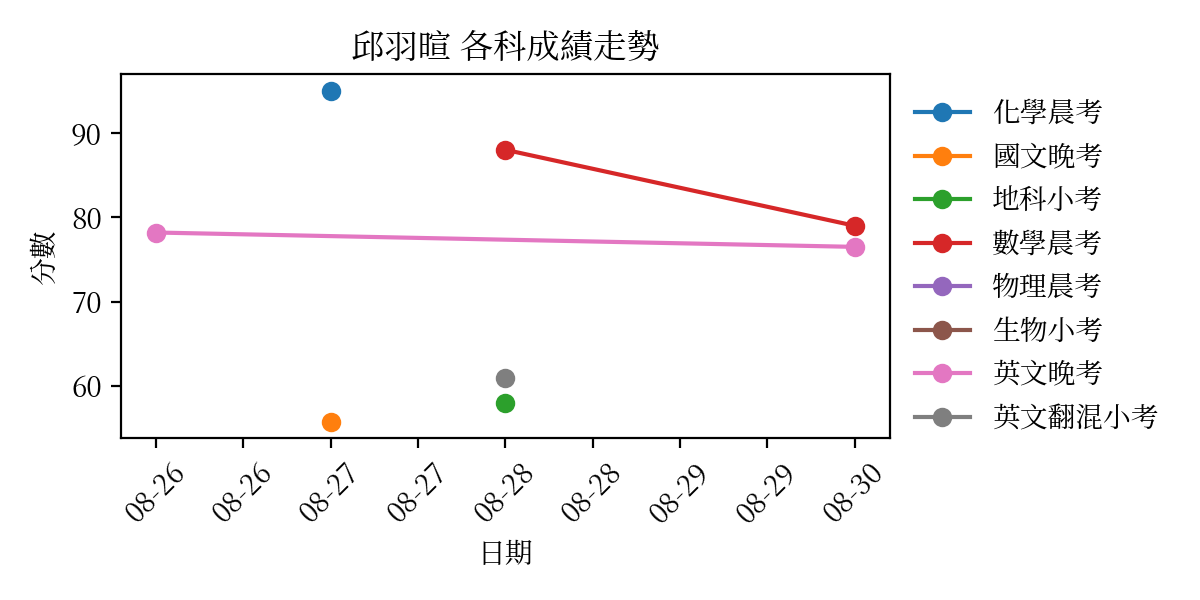 邱羽暄 各科成績走勢
分數
90
80
70
60
08-26
08-26
08-27
08-27
08-28
08-28
08-29
08-29
08-30
日期
化學晨考
國文晚考
地科小考
數學晨考
物理晨考
生物小考
英文晚考
英文翻混小考